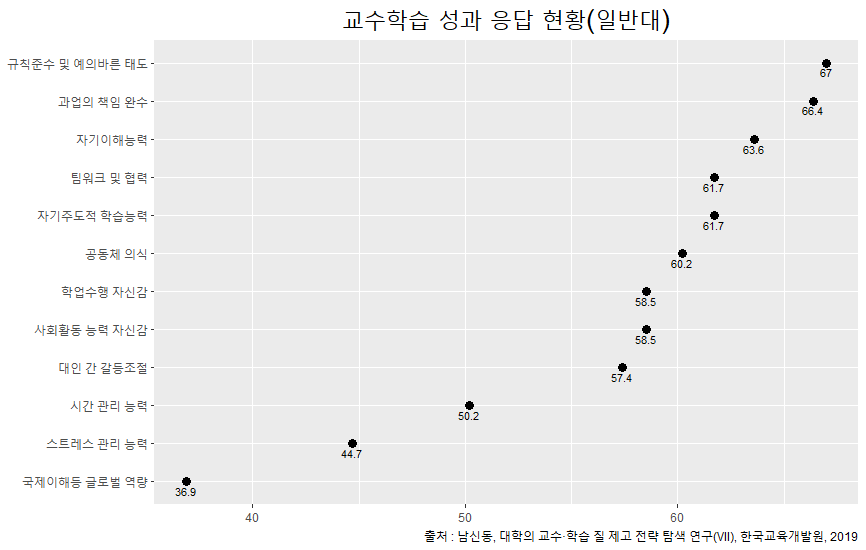 교수학습 성과 응답 현황(일반대)
규칙준수 및 예의바른 태도
67
과업의 책임 완수
66.4
자기이해능력
63.6
팀워크 및 협력
61.7
자기주도적 학습능력
61.7
공동체 의식
60.2
학업수행 자신감
58.5
사회활동 능력 자신감
58.5
대인 간 갈등조절
57.4
시간 관리 능력
50.2
스트레스 관리 능력
44.7
국제이해등 글로벌 역량
36.9
40 50 60
출처 : 남신동, 대학의 교수·학습 질 제고 전략 탐색 연구(VII), 한국교육개발원, 2019